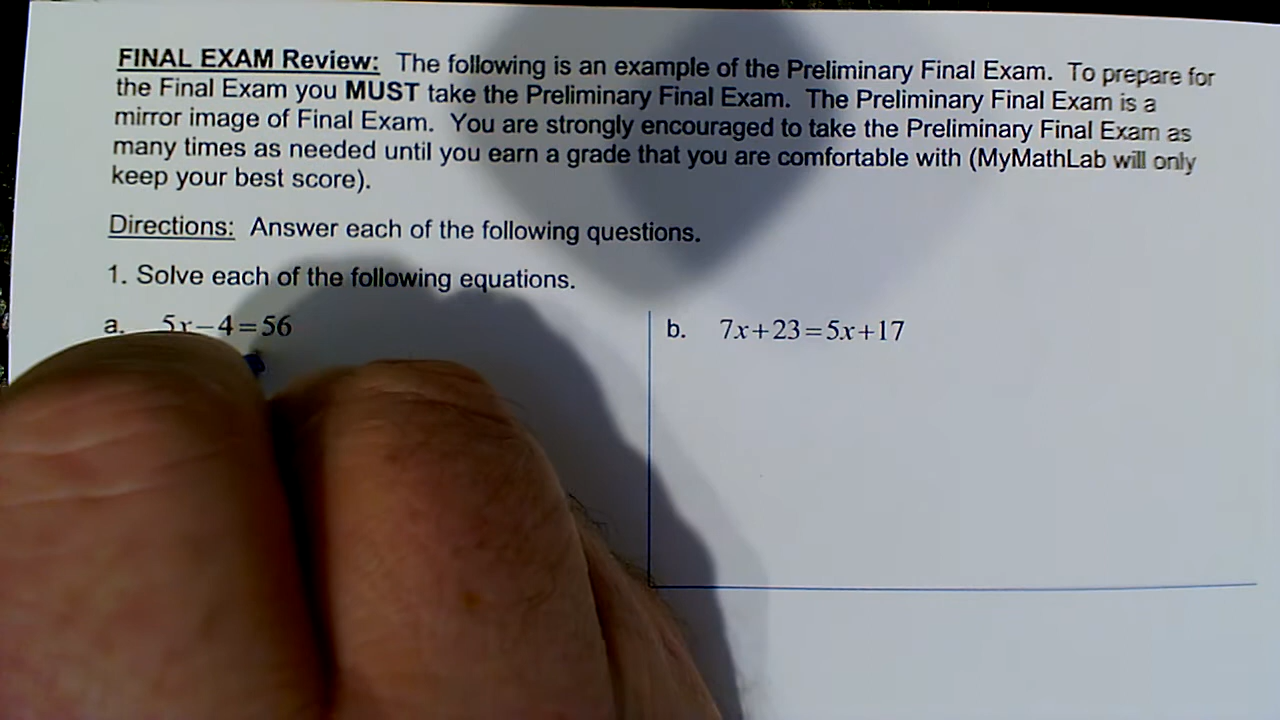 FINAL EXAM Review: The following is an example of the Preliminary Final Exam. To prepare for
the Final Exam you MUST take the Preliminary Final Exam. The Preliminary Final Exam is a
mirror image of Final Exam. You are strongly encouraged to take the Preliminary Final Exam as
many times as needed until you earn a grade that you are comfortable with (MyMathLab will only
keep your best score).
Directions: Answer each of the following questions.
1. Solve each of the following equations.
a. 5x-4=56
b. 7x+23=5x+17